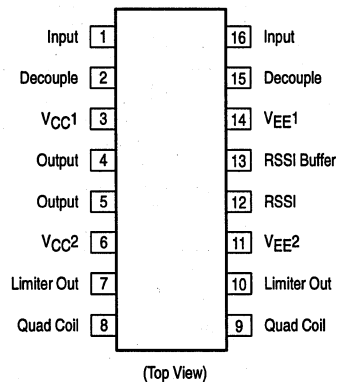 Input 1 16 Input
Decouple 2 15 Decouple
VCC1 3 14 VEE1
Output 4 13 RSSI Buffer
Output 5 12 RSSI
VCC2 6 11 VEE2
Limiter Out 7 10 Limiter Out
Quad Coil 8 9 Quad Coil
(Top View)